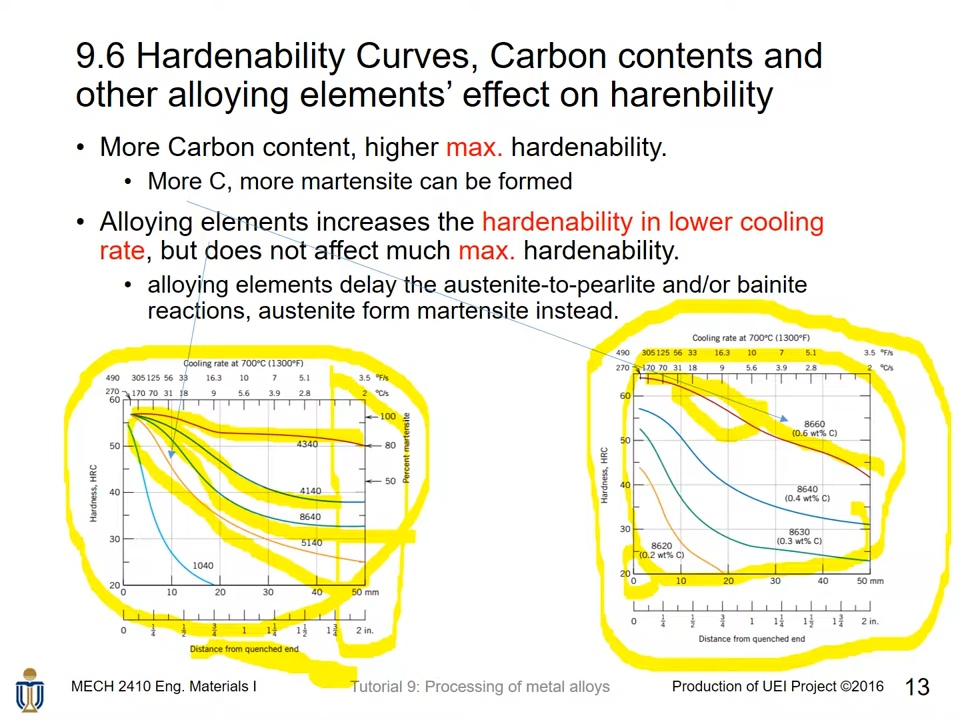 9.6 Hardenability Curves, Carbon contents and
other alloying elements’ effect on harenbility
• More Carbon content, higher max. hardenability.
• More C, more martensite can be formed
• Alloying elements increases the hardenability in lower cooling
rate, but does not affect much max. hardenability.
• alloying elements delay the austenite-to-pearlite and/or bainite
reactions, austenite form martensite instead.
Cooling rate at 700°C (1300°F)
490 305 125 56 33 16.3 10 7 5.1 3.5 °F/s
270 170 70 31 18 9 5.6 3.9 2.8 2 °C/s
60
50
40
30
20
Hardness, HRC
100
80
50
Percent martensite
4340
4140
8640
5140
1040
0 10 20 30 40 50 mm
0 1/4 1/2 3/4 1 1 1/4 1 1/2 1 3/4 2 in.
Distance from quenched end
Cooling rate at 700°C (1300°F)
490 305 125 56 33 16.3 10 7 5.1 3.5 °F/s
270 170 70 31 18 9 5.6 3.9 2.8 2 °C/s
60
50
40
30
20
Hardness, HRC
8660
(0.6 wt% C)
8640
(0.4 wt% C)
8630
(0.3 wt% C)
8620
(0.2 wt% C)
0 10 20 30 40 50 mm
0 1/4 1/2 3/4 1 1 1/4 1 1/2 1 3/4 2 in.
Distance from quenched end
MECH 2410 Eng. Materials I
Tutorial 9: Processing of metal alloys
Production of UEI Project ©2016
13